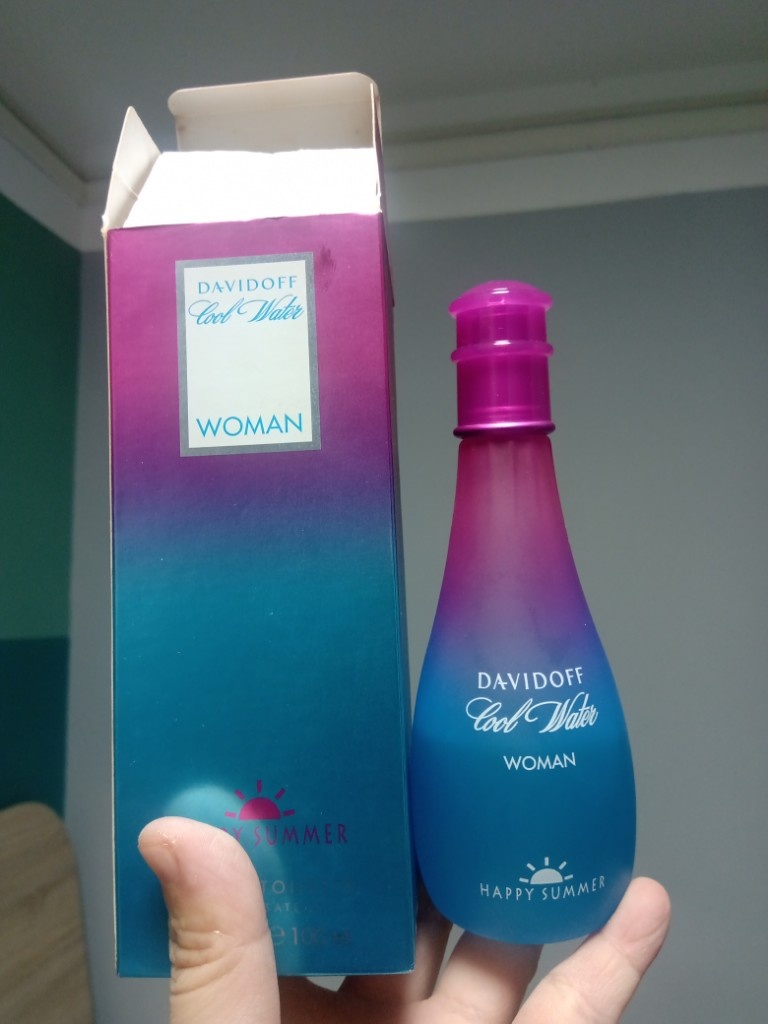 DAVIDOFF
Cool Water
WOMAN
SUMMER
DAVIDOFF
Cool Water
WOMAN
HAPPY SUMMER